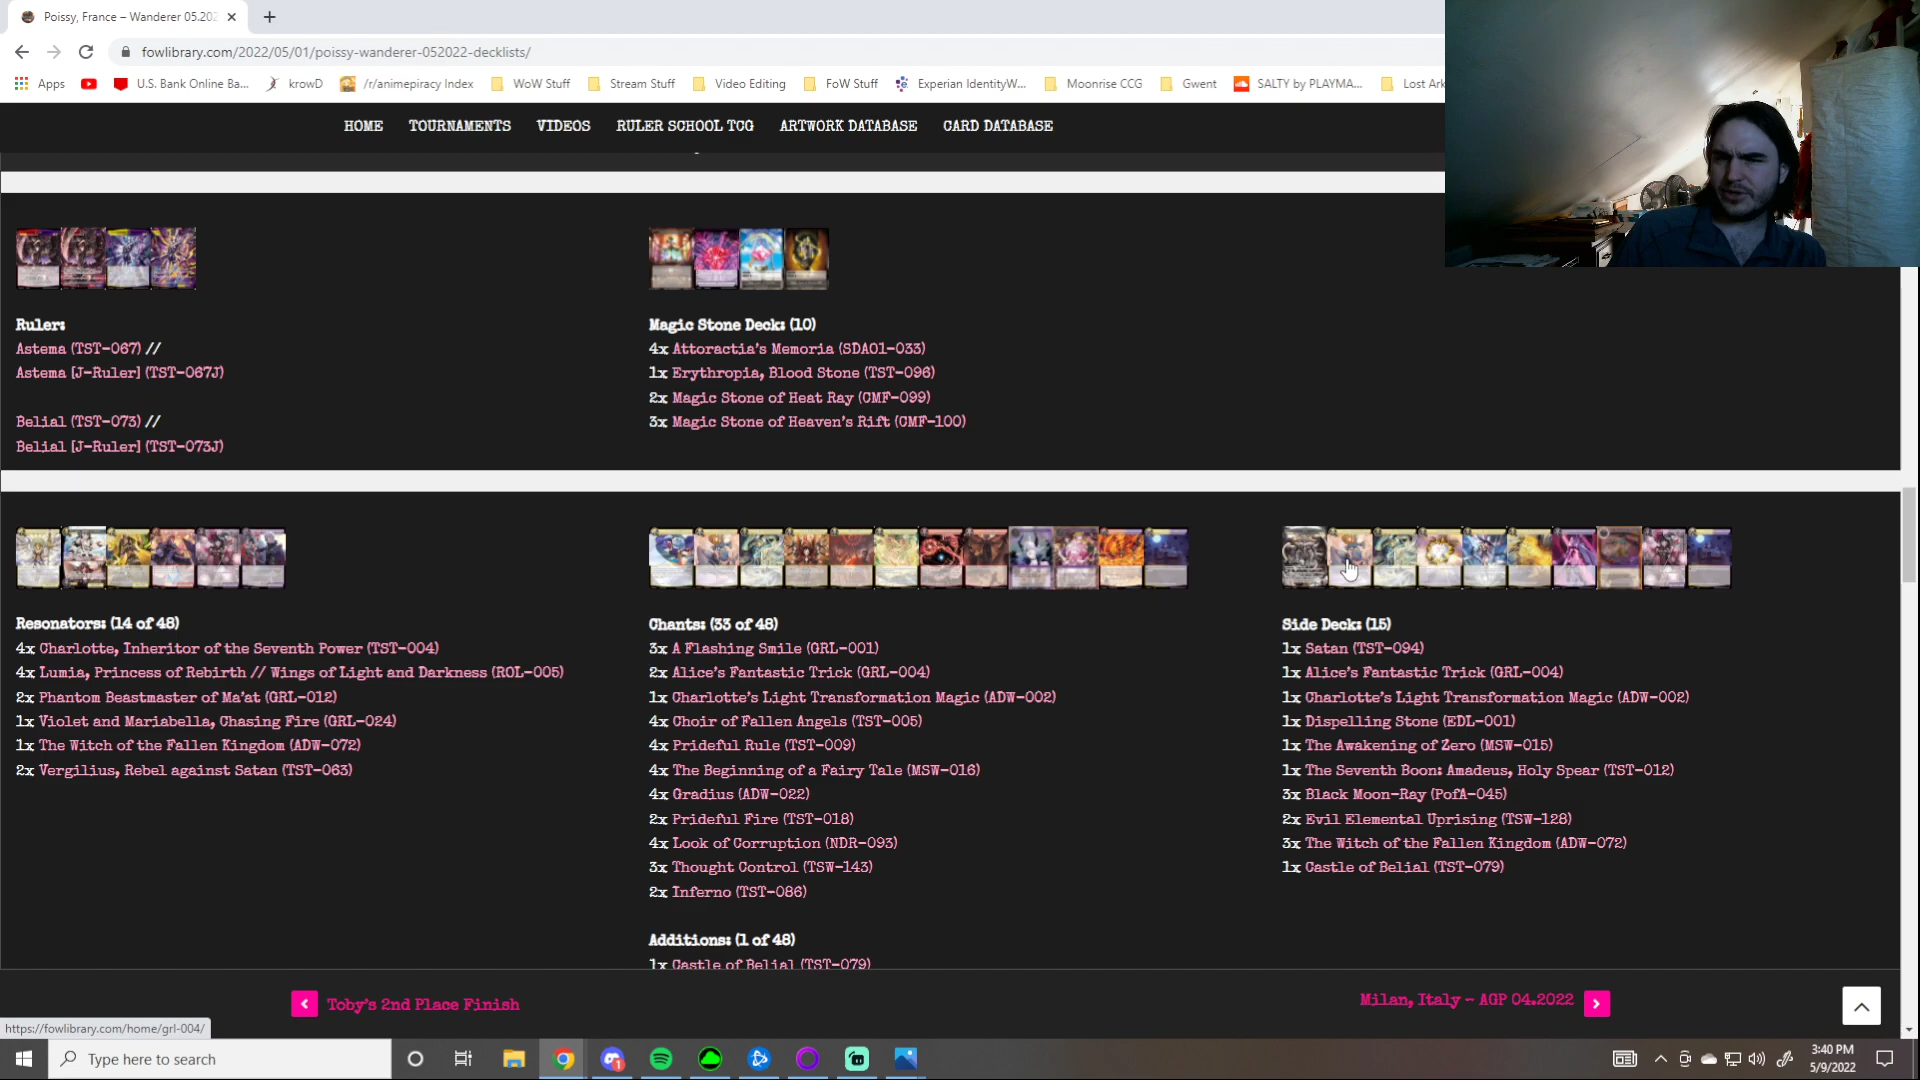 Poissy, France – Wanderer 05.202
fowlibrary.com/2022/05/01/poissy-wanderer-052022-decklists/
Apps
U.S. Bank Online Ba...
krowD
/r/animepiracy Index
WoW Stuff
Stream Stuff
Video Editing
FoW Stuff
Experian IdentityW...
Moonrise CCG
Gwent
SALTY by PLAYMA...
Lost Ark
HOME TOURNAMENTS VIDEOS RULER SCHOOL TCG ARTWORK DATABASE CARD DATABASE
Ruler:
Astema (TST-067) //
Astema [J-Ruler] (TST-067J)
Belial (TST-073) //
Belial [J-Ruler] (TST-073J)
Magic Stone Deck: (10)
4x Attoractia's Memoria (SDAO1-033)
1x Erythropia, Blood Stone (TST-096)
2x Magic Stone of Heat Ray (CMF-099)
3x Magic Stone of Heaven's Rift (CMF-100)
Resonators: (14 of 48)
4x Charlotte, Inheritor of the Seventh Power (TST-004)
4x Lumia, Princess of Rebirth // Wings of Light and Darkness (ROL-005)
2x Phantom Beastmaster of Ma'at (GRL-012)
1x Violet and Mariabella, Chasing Fire (GRL-024)
1x The Witch of the Fallen Kingdom (ADW-072)
2x Vergilius, Rebel against Satan (TST-063)
Chants: (33 of 48)
3x A Flashing Smile (GRL-001)
2x Alice's Fantastic Trick (GRL-004)
1x Charlotte's Light Transformation Magic (ADW-002)
4x Choir of Fallen Angels (TST-005)
4x Prideful Rule (TST-009)
4x The Beginning of a Fairy Tale (MSW-016)
4x Gradius (ADW-022)
2x Prideful Fire (TST-018)
4x Look of Corruption (NDR-093)
3x Thought Control (TSW-143)
2x Inferno (TST-086)
Additions: (1 of 48)
1x Castle of Belial (TST-079)
Side Deck: (15)
1x Satan (TST-094)
1x Alice's Fantastic Trick (GRL-004)
1x Charlotte's Light Transformation Magic (ADW-002)
1x Dispelling Stone (EDL-001)
1x The Awakening of Zero (MSW-015)
1x The Seventh Boon: Amadeus, Holy Spear (TST-012)
3x Black Moon-Ray (PofA-045)
2x Evil Elemental Uprising (TSW-128)
3x The Witch of the Fallen Kingdom (ADW-072)
1x Castle of Belial (TST-079)
Toby's 2nd Place Finish
Milan, Italy – AGP 04.2022
https://fowlibrary.com/home/grl-004/
Type here to search
3:40 PM
5/9/2022